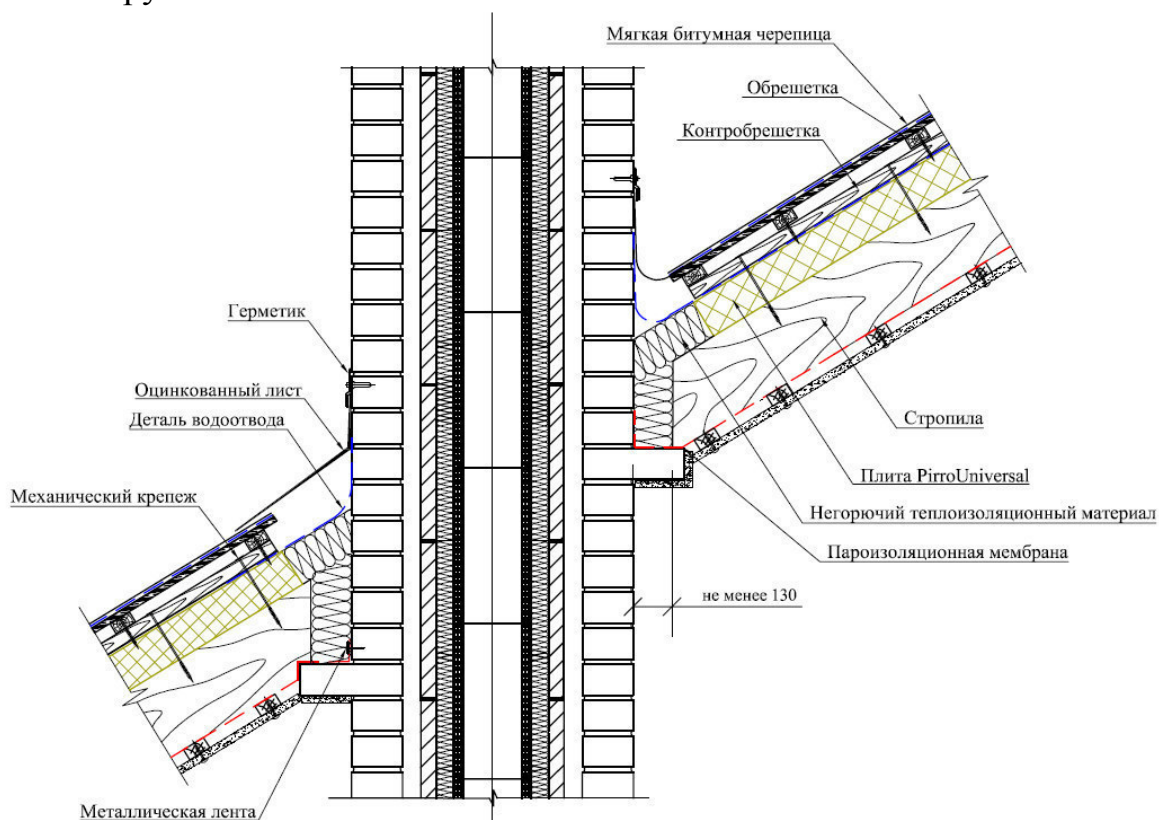 ру
Мягкая битумная черепица
Обрешетка
Контробрешетка
Герметик
Оцинкованный лист
Деталь водоотвода
Механический крепеж
Стропила
Плита PirroUniversal
Негорючий теплоизоляционный материал
Пароизоляционная мембрана
не менее 130
Металлическая лента